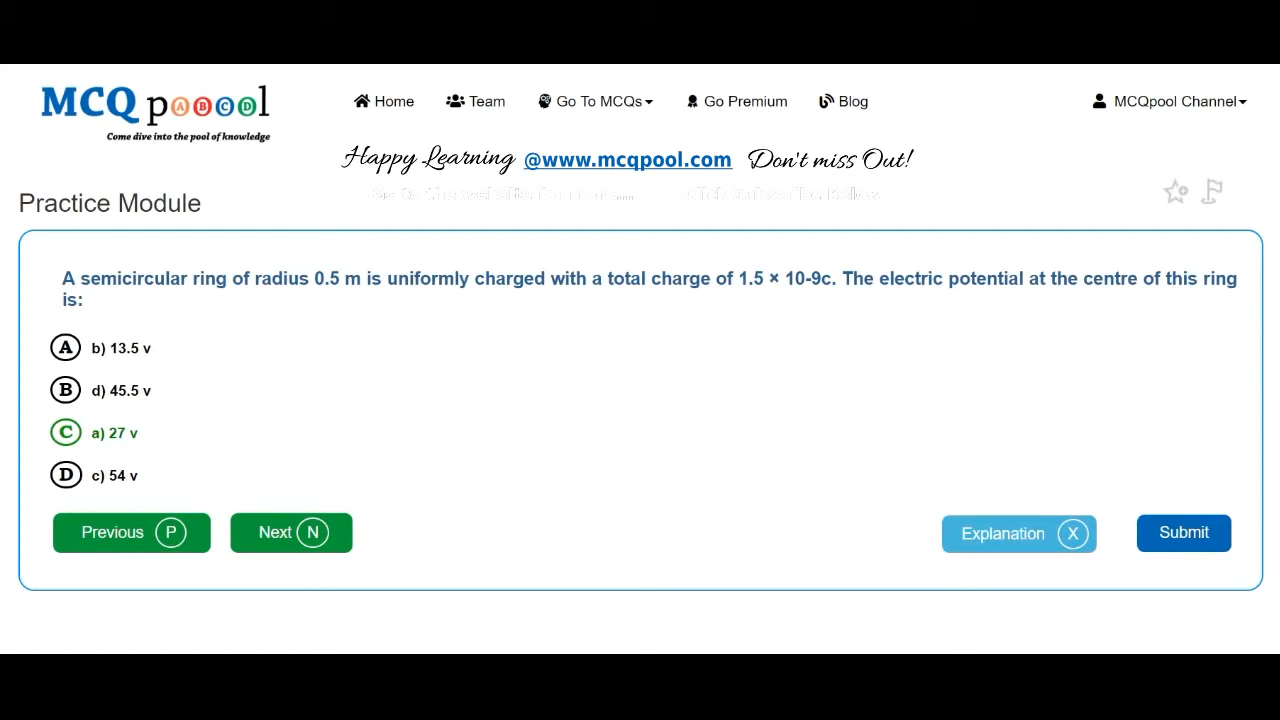 MCQ pooool
Come dive into the pool of knowledge
Home Team Go To MCQs Go Premium Blog MCQpool Channel
Happy Learning @www.mcqpool.com Don't miss Out!
Practice Module
A semicircular ring of radius 0.5 m is uniformly charged with a total charge of 1.5 × 10-9c. The electric potential at the centre of this ring
is:
A b) 13.5 v
B d) 45.5 v
C a) 27 v
D c) 54 v
Previous P Next N Explanation X Submit